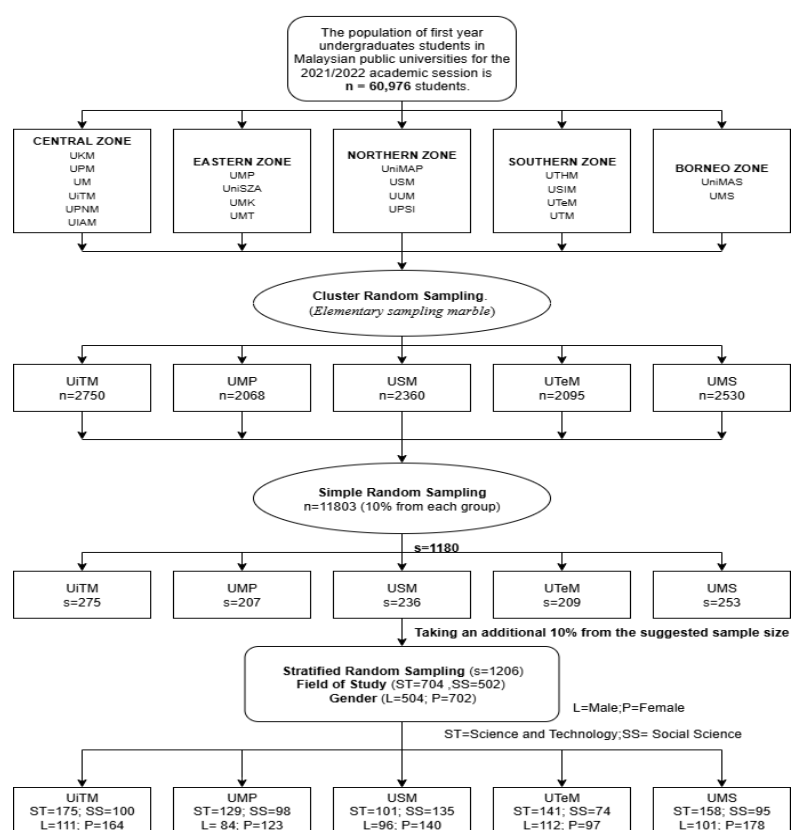 The population of first year
undergraduates students in
Malaysian public universities for the
2021/2022 academic session is
n = 60,976 students.
CENTRAL ZONE
UKM
UPM
UM
UiTM
UPNM
UIAM
EASTERN ZONE
UMP
UniSZA
UMK
UMT
NORTHERN ZONE
UniMAP
USM
UUM
UPSI
SOUTHERN ZONE
UTHM
USIM
UTeM
UTM
BORNEO ZONE
UniMAS
UMS
Cluster Random Sampling.
(Elementary sampling marble)
UiTM
n=2750
UMP
n=2068
USM
n=2360
UTeM
n=2095
UMS
n=2530
Simple Random Sampling
n=11803 (10% from each group)
s=1180
UiTM
s=275
UMP
s=207
USM
s=236
UTeM
s=209
UMS
s=253
Taking an additional 10% from the suggested sample size
Stratified Random Sampling (s=1206)
Field of Study (ST=704 ,SS=502)
Gender (L=504; P=702)
L=Male;P=Female
ST=Science and Technology;SS= Social Science
UiTM
ST=175; SS=100
L=111; P=164
UMP
ST=129; SS=98
L= 84; P=123
USM
ST=101; SS=135
L=96; P=140
UTeM
ST=141; SS=74
L=112; P=97
UMS
ST=158; SS=95
L=101; P=178